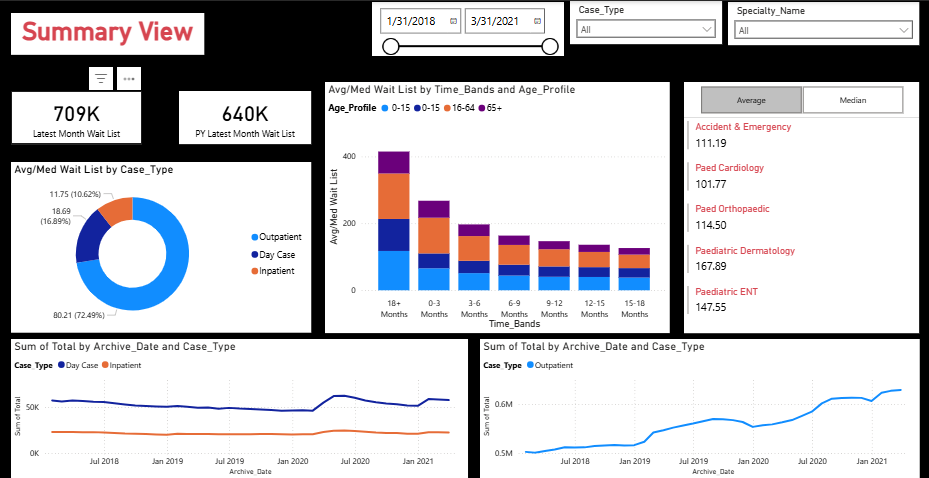 Summary View
1/31/2018
3/31/2021
Case_Type
All
Specialty_Name
All
709K
Latest Month Wait List
640K
PY Latest Month Wait List
Avg/Med Wait List by Case_Type
11.75 (10.62%)
18.69
(16.89%)
80.21 (72.49%)
Outpatient
Day Case
Inpatient
Avg/Med Wait List by Time_Bands and Age_Profile
Age_Profile 0-15 0-15 16-64 65+
Avg/Med Wait List
400
200
0
18+ Months
0-3 Months
3-6 Months
6-9 Months
9-12 Months
12-15 Months
15-18 Months
Time_Bands
Average
Median
Accident & Emergency
111.19
Paed Cardiology
101.77
Paed Orthopaedic
114.50
Paediatric Dermatology
167.89
Paediatric ENT
147.55
Sum of Total by Archive_Date and Case_Type
Case_Type Day Case Inpatient
Sum of Total
50K
0K
Jul 2018 Jan 2019 Jul 2019 Jan 2020 Jul 2020 Jan 2021
Archive_Date
Sum of Total by Archive_Date and Case_Type
Case_Type Outpatient
Sum of Total
0.6M
0.5M
Jul 2018 Jan 2019 Jul 2019 Jan 2020 Jul 2020 Jan 2021
Archive_Date